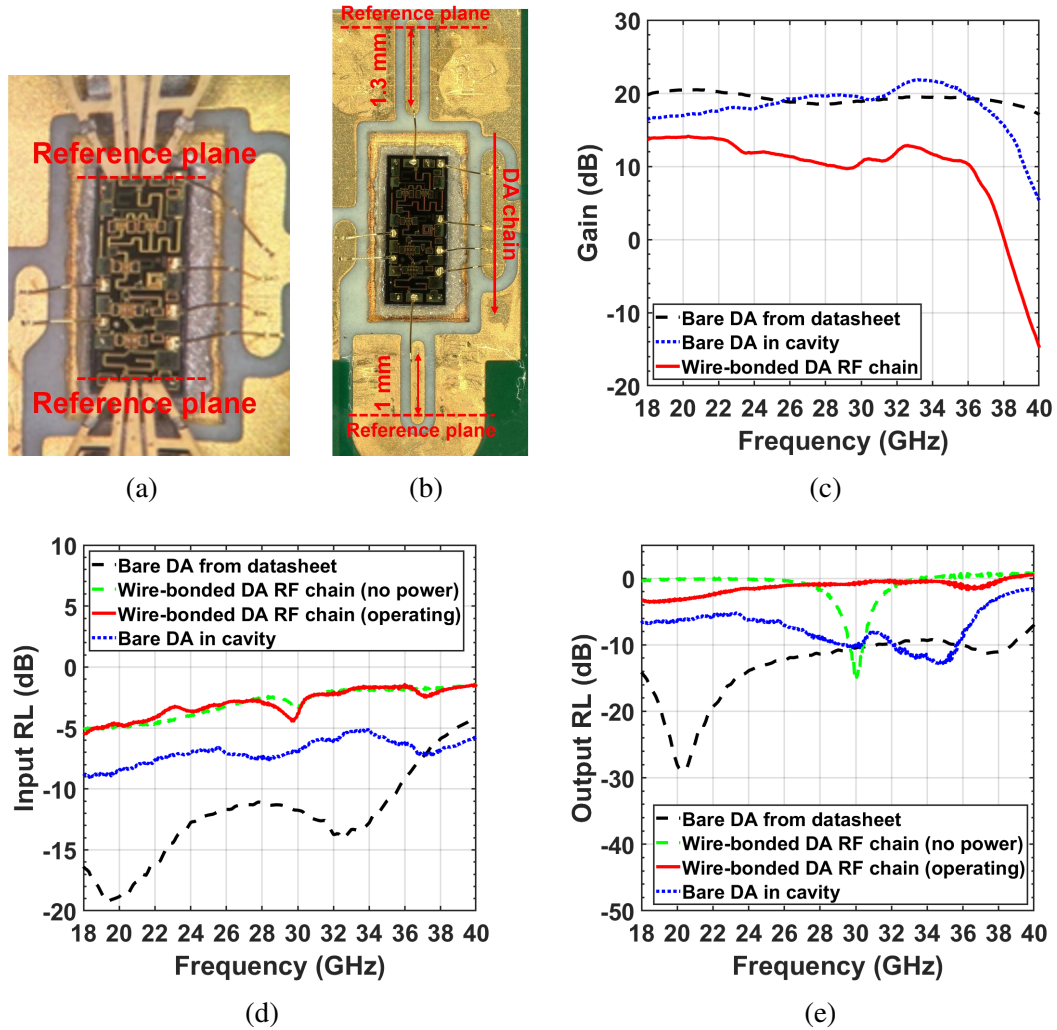 Reference plane
Reference plane
(a)
Reference plane
1.3 mm
DA chain
1 mm
Reference plane
(b)
30
20
10
0
-10
-20
Gain (dB)
Bare DA from datasheet
Bare DA in cavity
Wire-bonded DA RF chain
18 20 22 24 26 28 30 32 34 36 38 40
Frequency (GHz)
(c)
10
5
0
-5
-10
-15
-20
Input RL (dB)
Bare DA from datasheet
Wire-bonded DA RF chain (no power)
Wire-bonded DA RF chain (operating)
Bare DA in cavity
18 20 22 24 26 28 30 32 34 36 38 40
Frequency (GHz)
(d)
0
-10
-20
-30
-40
-50
Output RL (dB)
Bare DA from datasheet
Wire-bonded DA RF chain (no power)
Wire-bonded DA RF chain (operating)
Bare DA in cavity
18 20 22 24 26 28 30 32 34 36 38 40
Frequency (GHz)
(e)